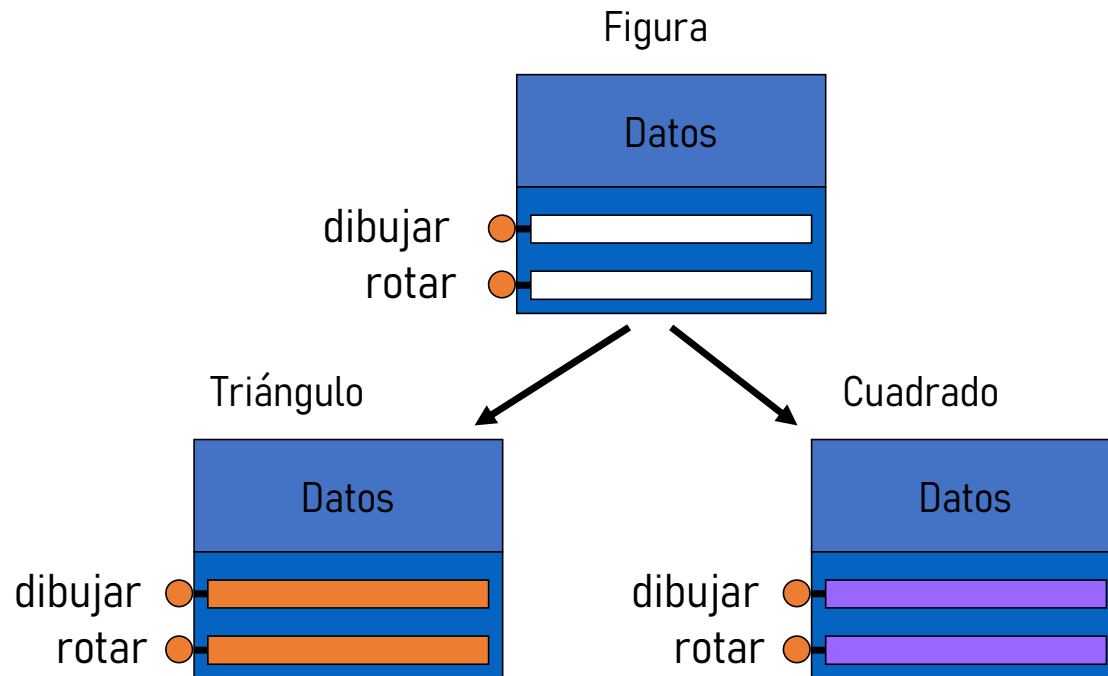 Figura
Datos
dibujar
rotar
Triángulo
Datos
dibujar
rotar
Cuadrado
Datos
dibujar
rotar